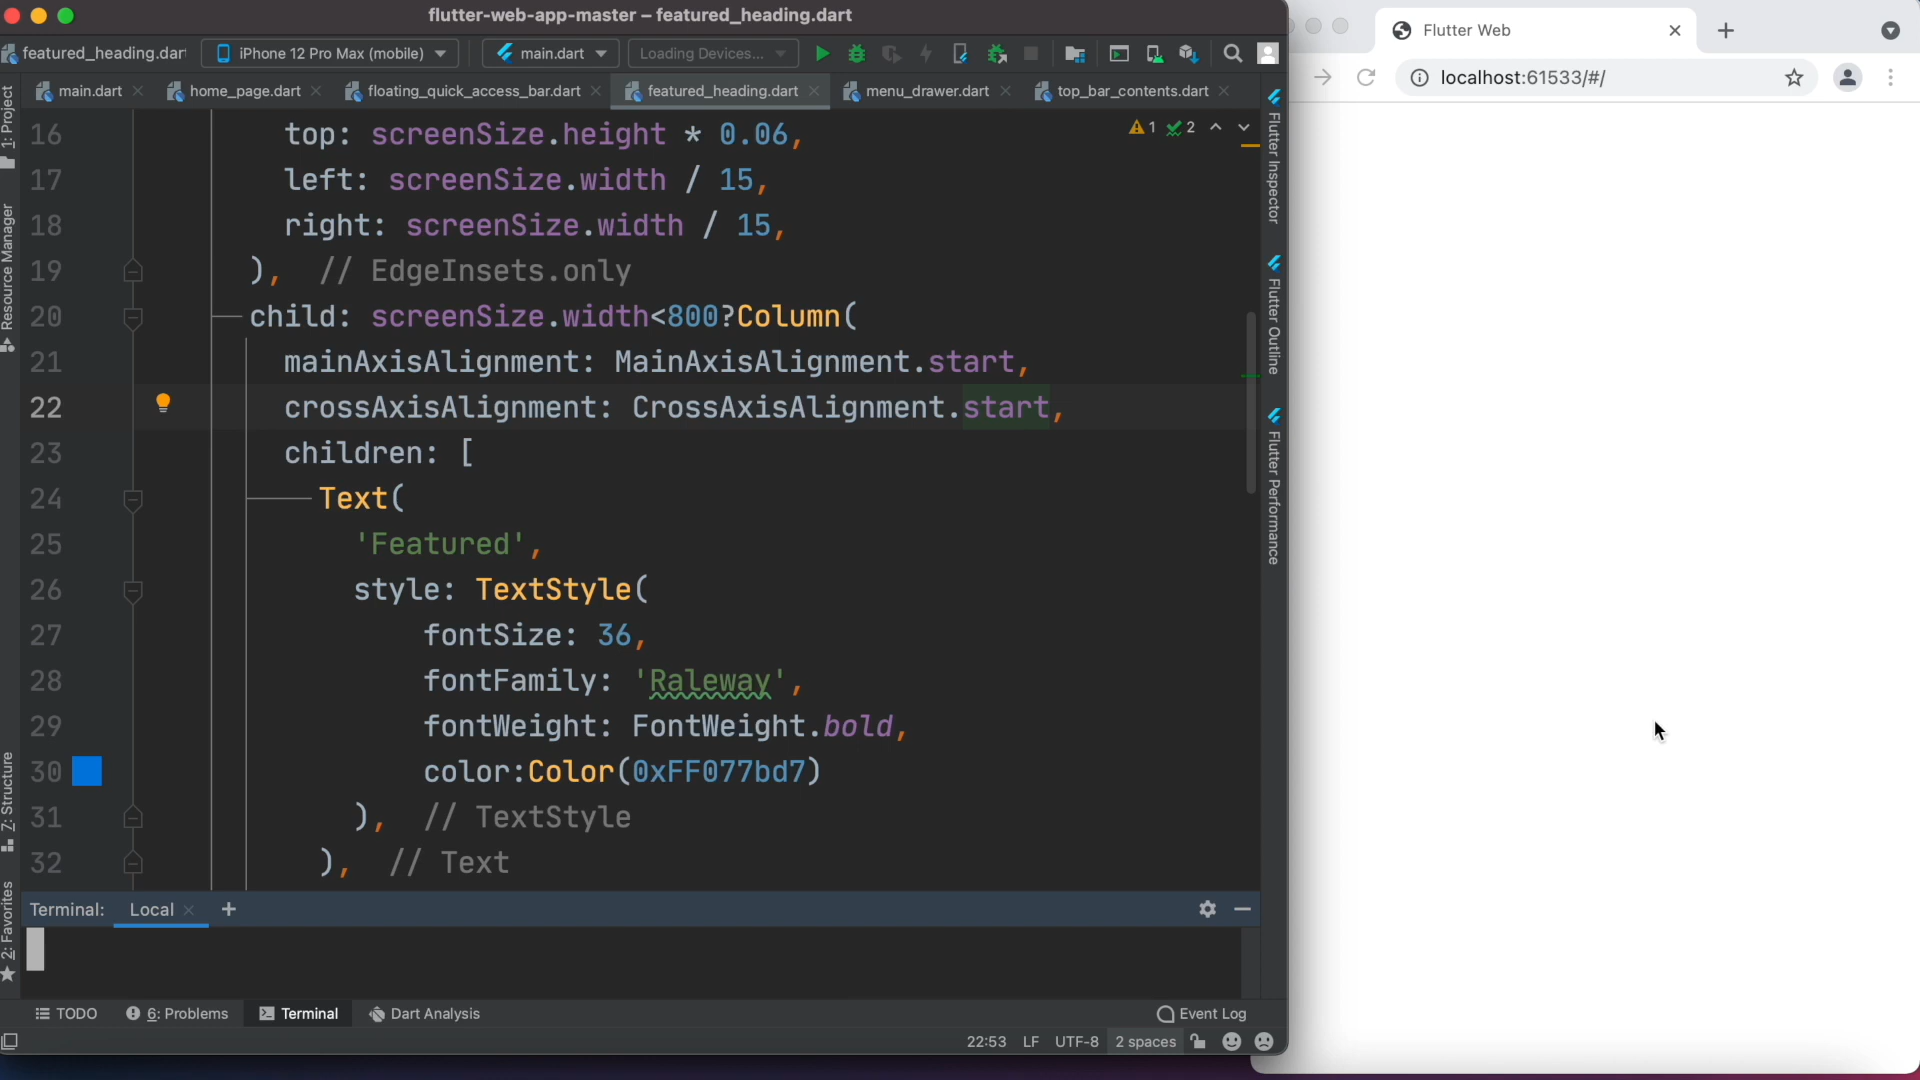 flutter-web-app-master – featured_heading.dart
featured_heading.dart
iPhone 12 Pro Max (mobile)
main.dart
Loading Devices...
main.dart
home_page.dart
floating_quick_access_bar.dart
featured_heading.dart
menu_drawer.dart
top_bar_contents.dart
1: Project
Resource Manager
Z: Structure
2: Favorites
16 top: screenSize.height * 0.06,
17 left: screenSize.width / 15,
18 right: screenSize.width / 15,
19 ), // EdgeInsets.only
20 child: screenSize.width<800?Column(
21 mainAxisAlignment: MainAxisAlignment.start,
22 crossAxisAlignment: CrossAxisAlignment.start,
23 children: [
24 Text(
25 'Featured',
26 style: TextStyle(
27 fontSize: 36,
28 fontFamily: 'Raleway',
29 fontWeight: FontWeight.bold,
30 color:Color(0xFF077bd7)
31 ), // TextStyle
32 ), // Text
1 2
Flutter Inspector
Flutter Outline
Flutter Performance
Terminal: Local +
TODO
6: Problems
Terminal
Dart Analysis
Event Log
22:53 LF UTF-8 2 spaces
Flutter Web
localhost:61533/#/